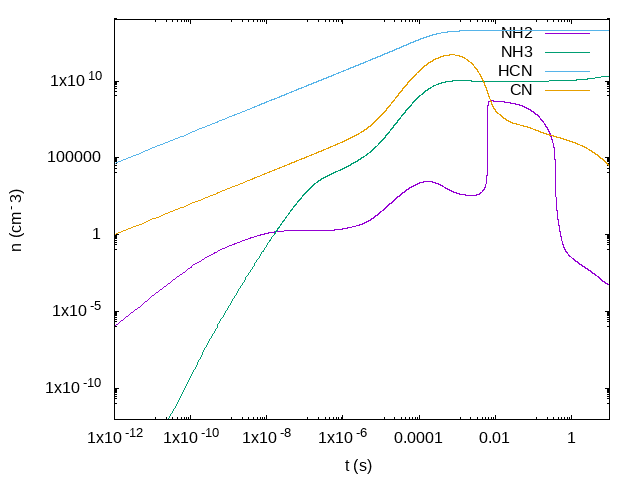 NH2
NH3
HCN
CN
1x10^10
100000
1
1x10^-5
1x10^-10
n (cm^-3)
1x10^-12 1x10^-10 1x10^-8 1x10^-6 0.0001 0.01 1
t (s)